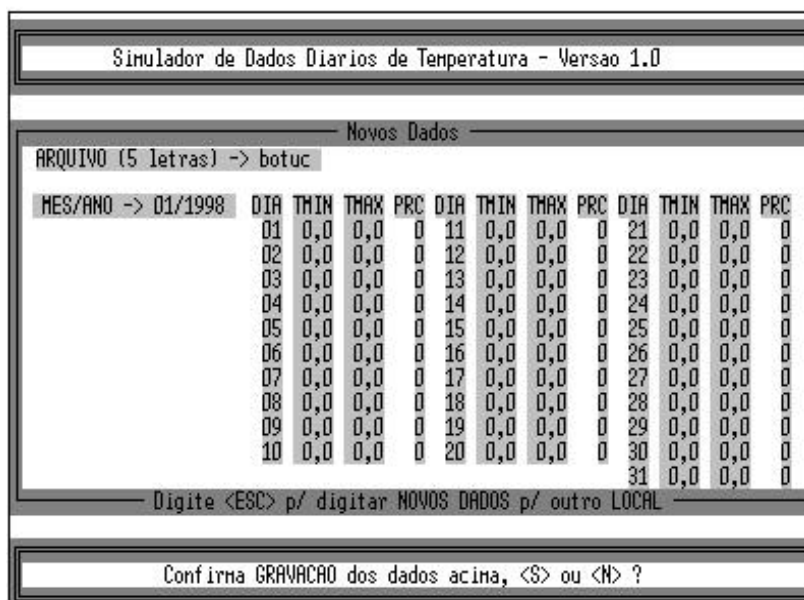 Simulador de Dados Diarios de Temperatura - Versao 1.0
Novos Dados
ARQUIVO (5 letras) -> botuc
MES/ANO -> 01/1998 DIA TMIN TMAX PRC DIA TMIN TMAX PRC DIA TMIN TMAX PRC
01 0,0 0,0 0 11 0,0 0,0 0 21 0,0 0,0 0
02 0,0 0,0 0 12 0,0 0,0 0 22 0,0 0,0 0
03 0,0 0,0 0 13 0,0 0,0 0 23 0,0 0,0 0
04 0,0 0,0 0 14 0,0 0,0 0 24 0,0 0,0 0
05 0,0 0,0 0 15 0,0 0,0 0 25 0,0 0,0 0
06 0,0 0,0 0 16 0,0 0,0 0 26 0,0 0,0 0
07 0,0 0,0 0 17 0,0 0,0 0 27 0,0 0,0 0
08 0,0 0,0 0 18 0,0 0,0 0 28 0,0 0,0 0
09 0,0 0,0 0 19 0,0 0,0 0 29 0,0 0,0 0
10 0,0 0,0 0 20 0,0 0,0 0 30 0,0 0,0 0
31 0,0 0,0 0
Digite <ESC> p/ digitar NOVOS DADOS p/ outro LOCAL
Confirma GRAVACAO dos dados acima, <S> ou <N> ?